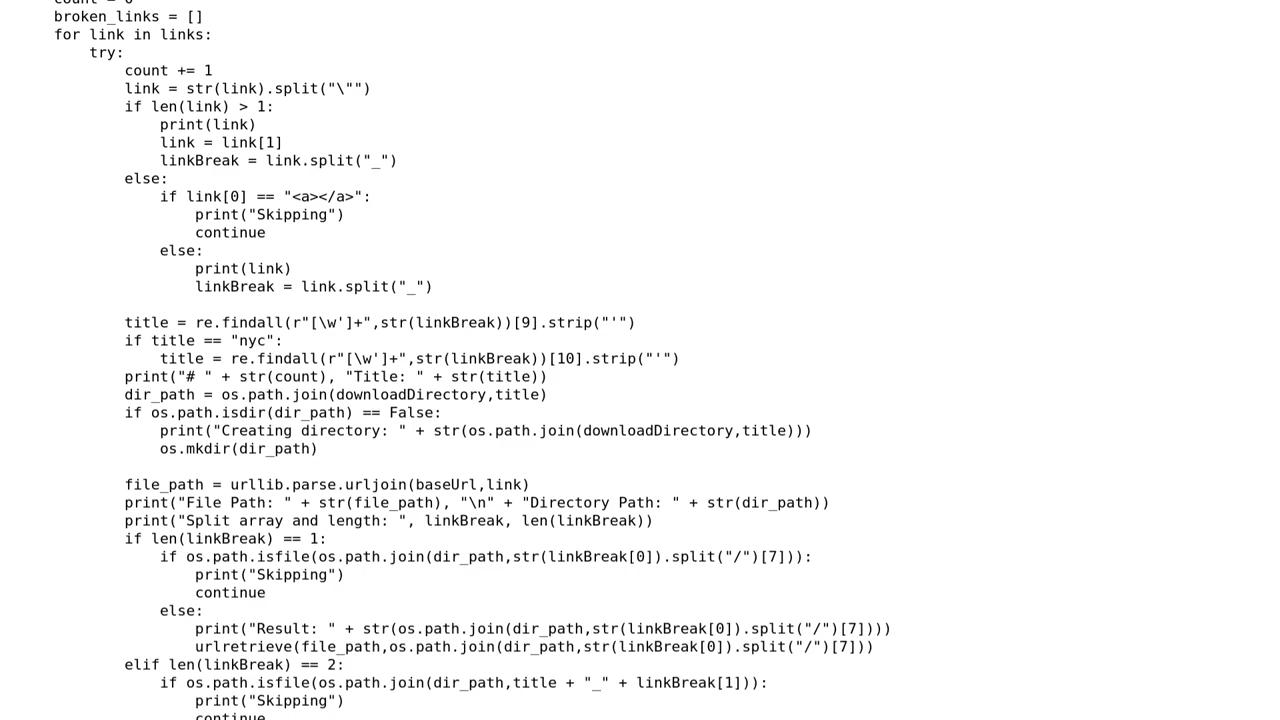 count = 0
broken_links = []
for link in links:
    try:
        count += 1
        link = str(link).split("\"")
        if len(link) > 1:
            print(link)
            link = link[1]
            linkBreak = link.split("_")
        else:
            if link[0] == "<a></a>":
                print("Skipping")
                continue
            else:
                print(link)
                linkBreak = link.split("_")

        title = re.findall(r"[\w']+",str(linkBreak))[9].strip("'")
        if title == "nyc":
            title = re.findall(r"[\w']+",str(linkBreak))[10].strip("'")
        print("# " + str(count), "Title: " + str(title))
        dir_path = os.path.join(downloadDirectory,title)
        if os.path.isdir(dir_path) == False:
            print("Creating directory: " + str(os.path.join(downloadDirectory,title)))
            os.mkdir(dir_path)

        file_path = urllib.parse.urljoin(baseUrl,link)
        print("File Path: " + str(file_path), "\n" + "Directory Path: " + str(dir_path))
        print("Split array and length: ", linkBreak, len(linkBreak))
        if len(linkBreak) == 1:
            if os.path.isfile(os.path.join(dir_path,str(linkBreak[0]).split("/")[7])):
                print("Skipping")
                continue
            else:
                print("Result: " + str(os.path.join(dir_path,str(linkBreak[0]).split("/")[7])))
                urlretrieve(file_path,os.path.join(dir_path,str(linkBreak[0]).split("/")[7]))
        elif len(linkBreak) == 2:
            if os.path.isfile(os.path.join(dir_path,title + "_" + linkBreak[1])):
                print("Skipping")
                continue